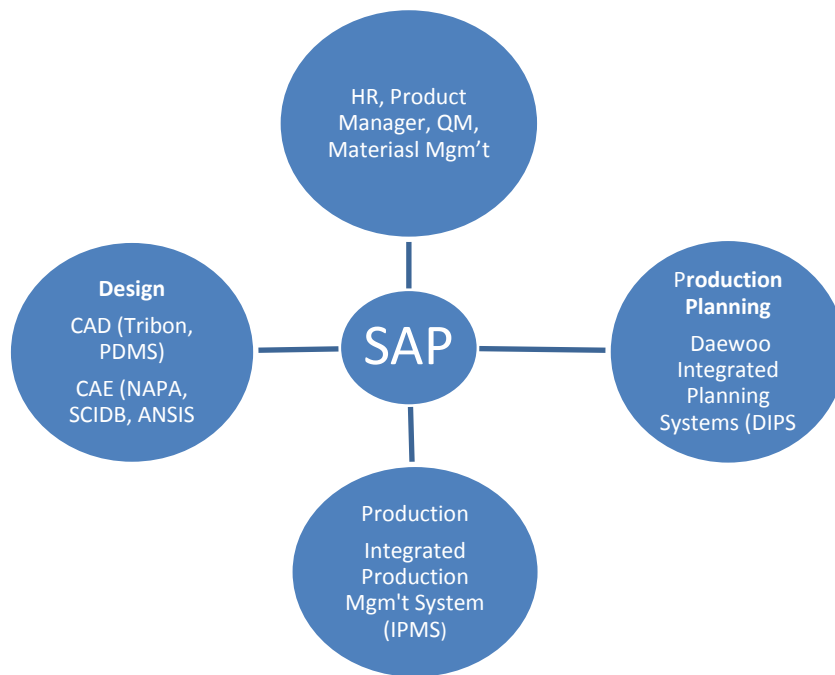 HR, Product
Manager, QM,
Materiasl Mgm’t
Design
CAD (Tribon,
PDMS)
CAE (NAPA,
SCIDB, ANSIS
SAP
Production
Planning
Daewoo
Integrated
Planning
Systems (DIPS
Production
Integrated
Production
Mgm't System
(IPMS)